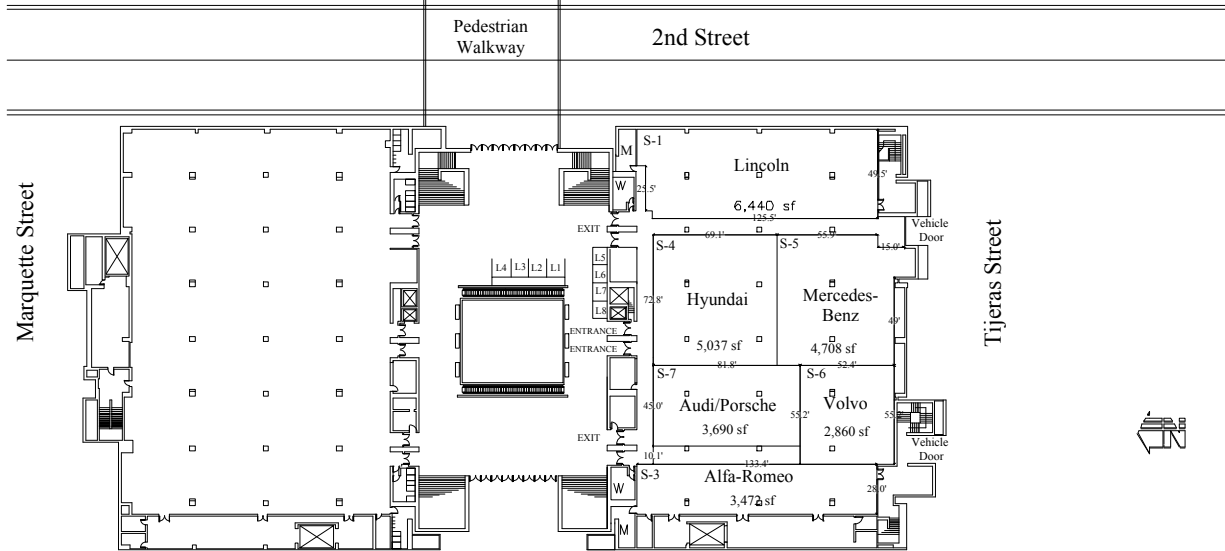 Pedestrian
Walkway
2nd Street
Marquette Street
Tijeras Street
M
S-1
Lincoln
49.5'
W
25.5'
6,440 sf
125.5'
EXIT
69.1'
55.9'
Vehicle
Door
15.0'
S-4
S-5
L5
L6
L7
L8
L4
L3
L2
L1
72.8'
Hyundai
Mercedes-
Benz
49'
ENTRANCE
ENTRANCE
5,037 sf
4,708 sf
81.8'
52.4'
S-7
S-6
45.0'
Audi/Porsche
3,690 sf
55.2'
Volvo
2,860 sf
EXIT
Vehicle
Door
10.1'
133.4'
S-3
Alfa-Romeo
3,472 sf
28.0'
W
M
N